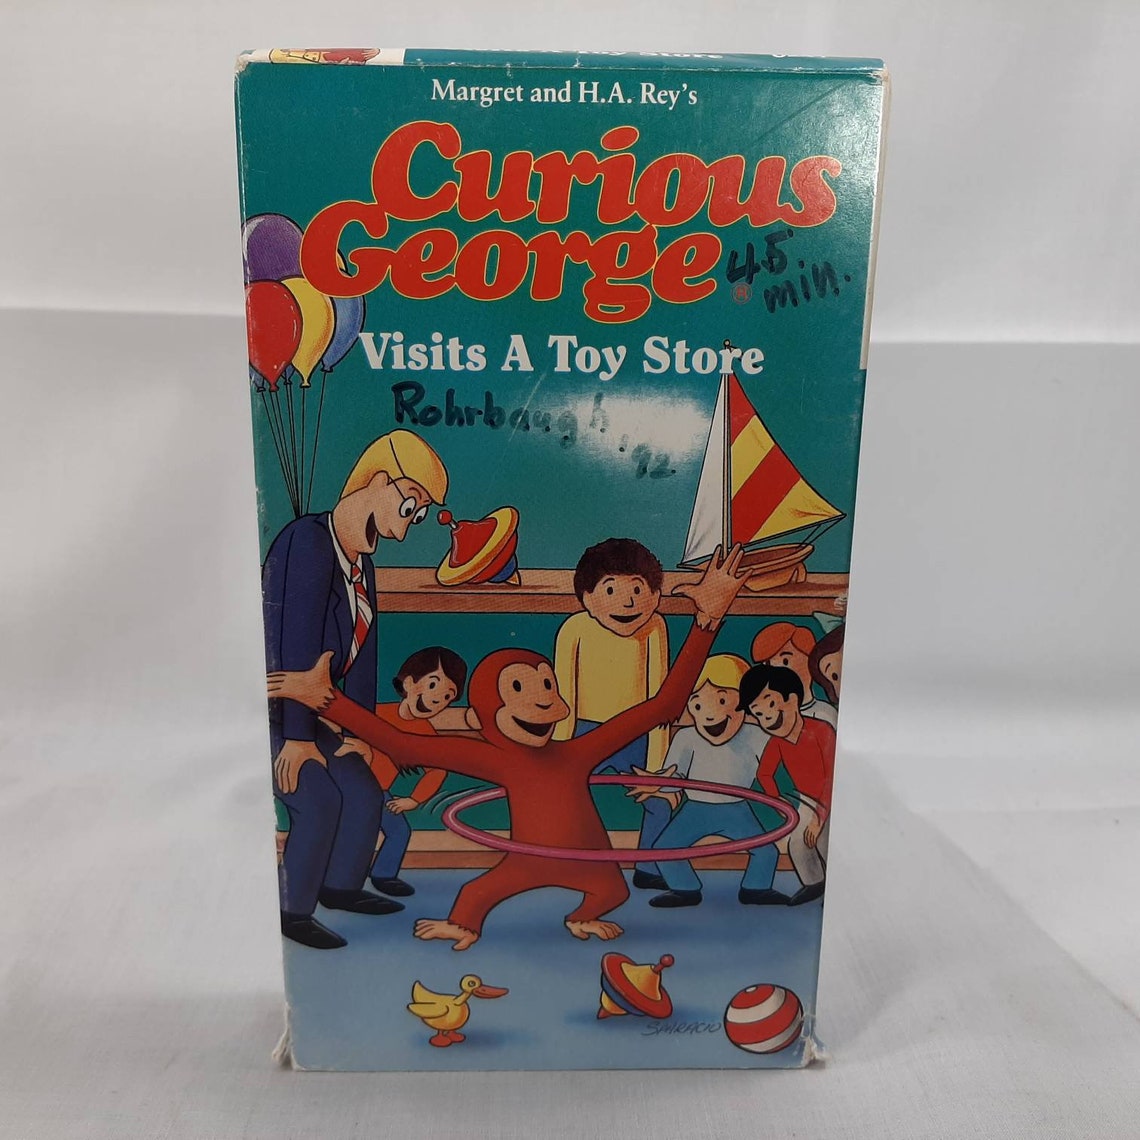 Margret and H.A. Rey's
Curious
George®
45.
min.
Visits A Toy Store
Rohrbaugh
'92